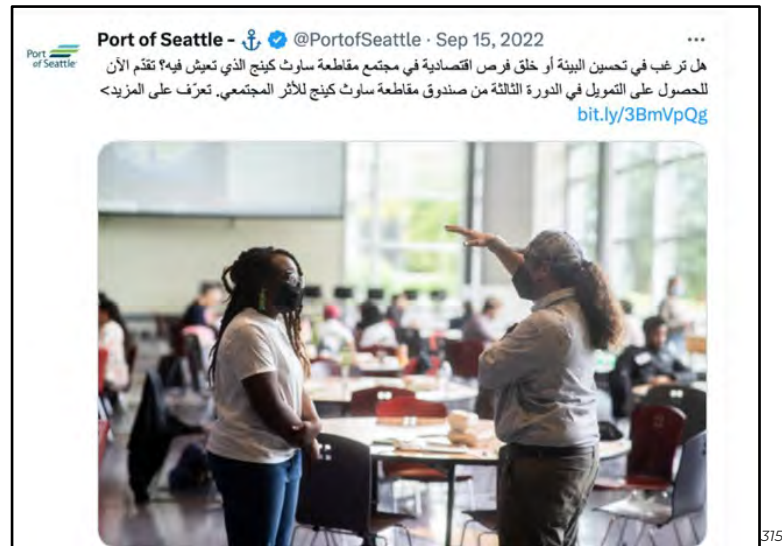 Port of Seattle
Port of Seattle - ⚓ @PortofSeattle · Sep 15, 2022 ...
هل ترغب في تحسين البيئة أو خلق فرص اقتصادية في مجتمع مقاطعة ساوث كينج الذي تعيش فيه؟ تقدّم الآن
للحصول على التمويل في الدورة الثالثة من صندوق مقاطعة ساوث كينج للأثر المجتمعي. تعرّف على المزيد>
bit.ly/3BmVpQg
315